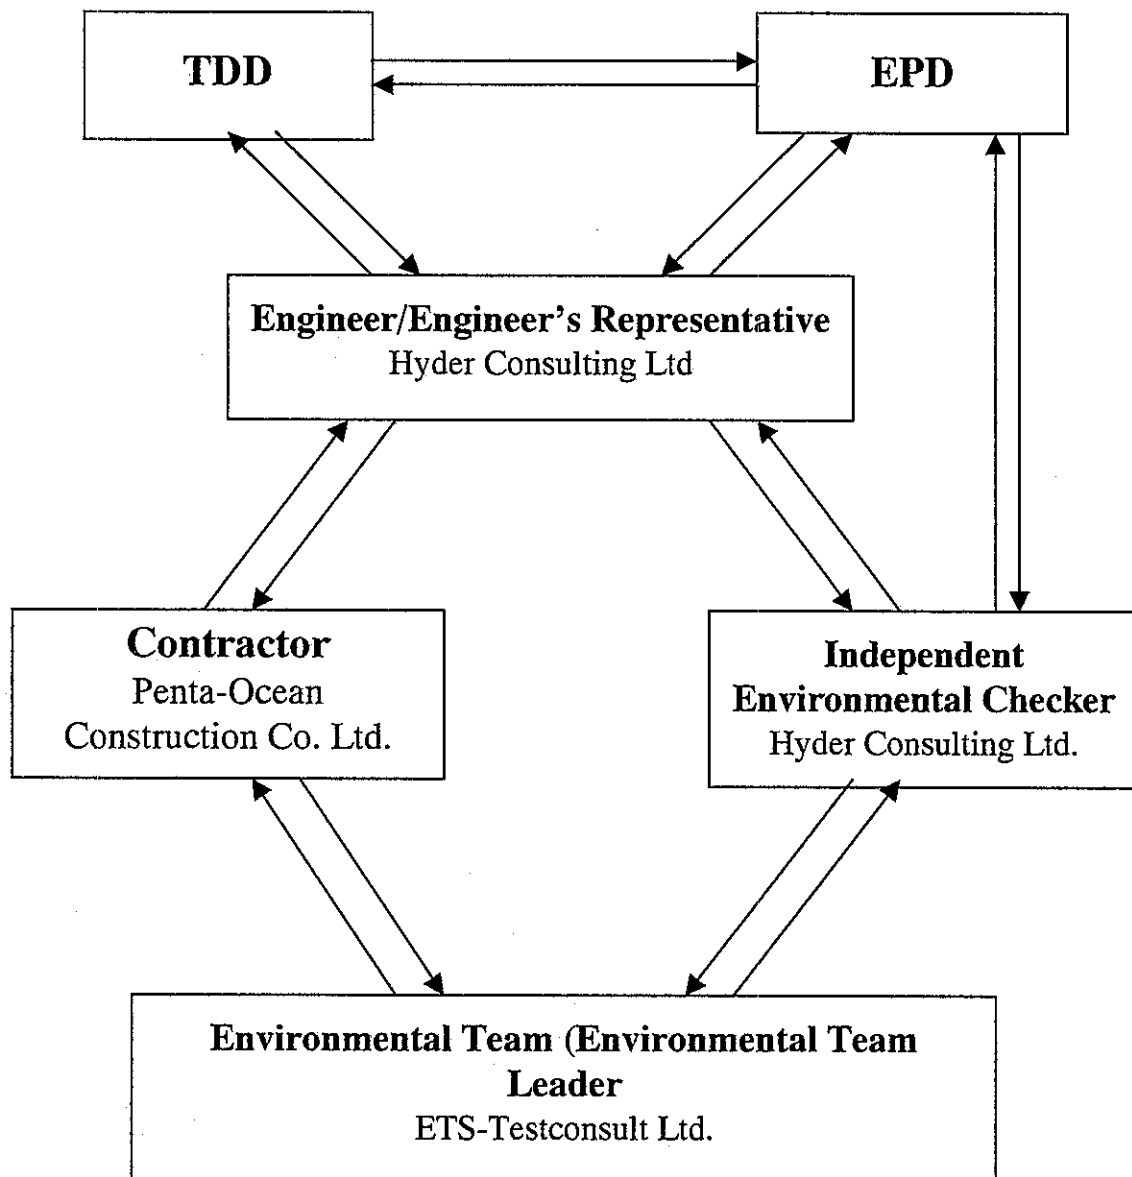 TDD
EPD
Engineer/Engineer's Representative
Hyder Consulting Ltd
Contractor
Penta-Ocean
Construction Co. Ltd.
Independent
Environmental Checker
Hyder Consulting Ltd.
Environmental Team (Environmental Team
Leader
ETS-Testconsult Ltd.